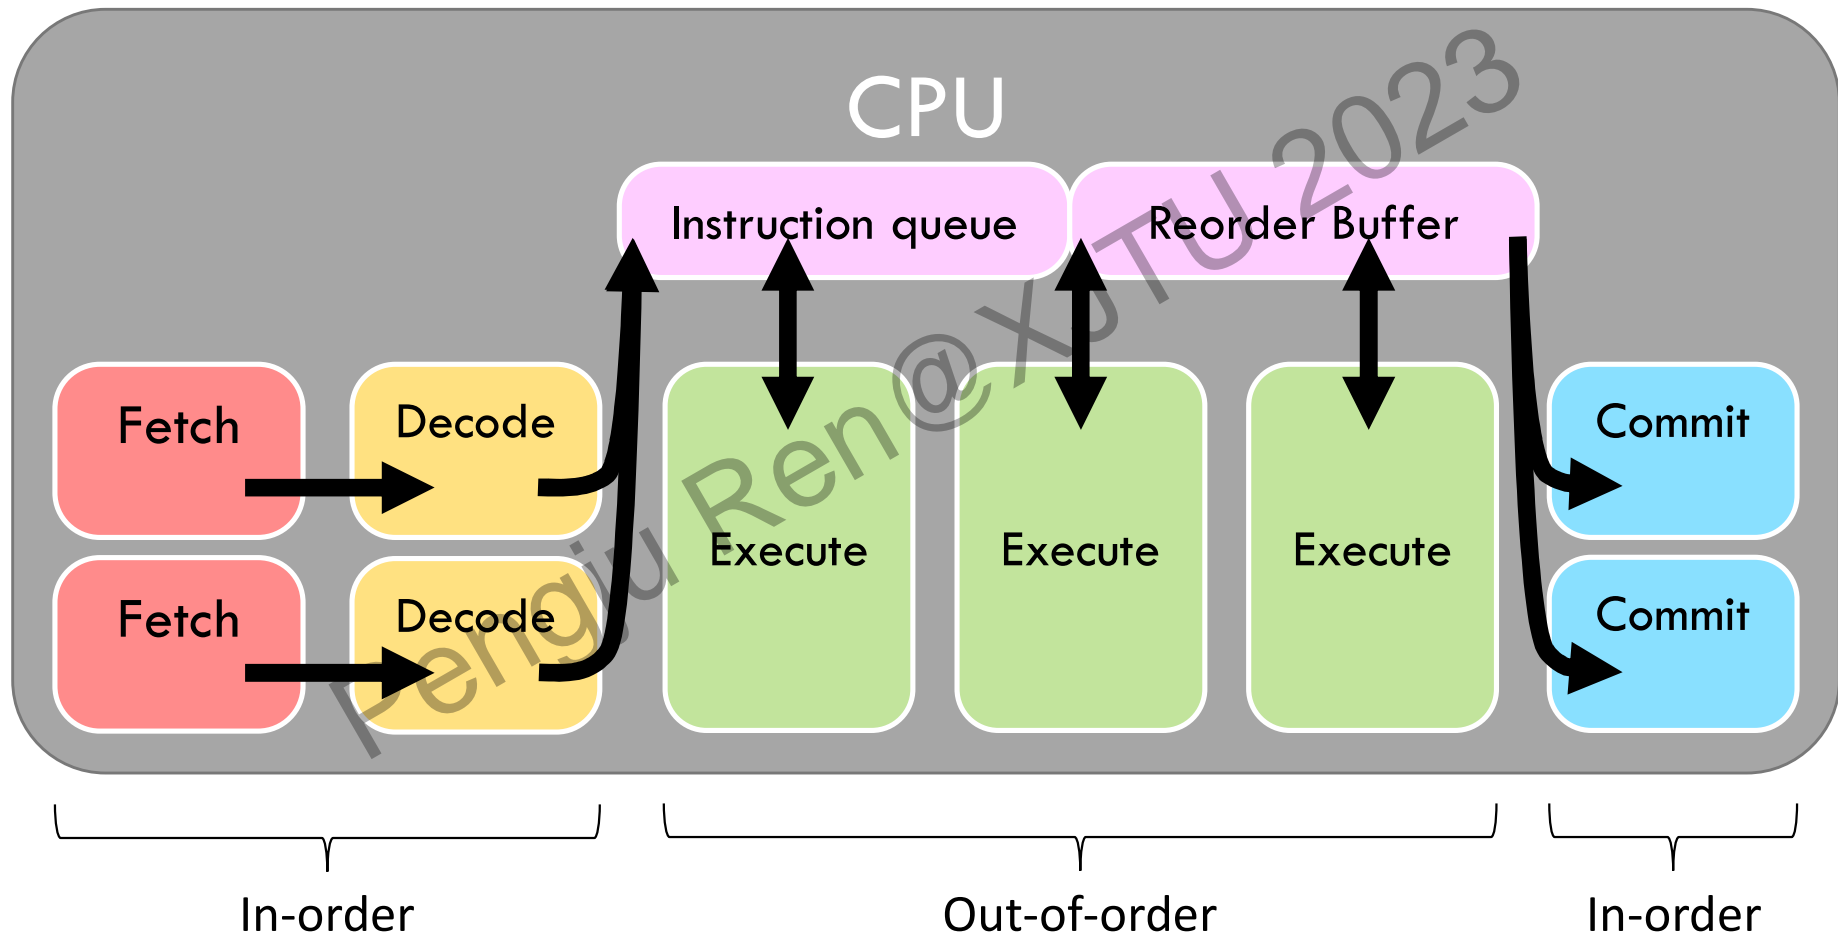 CPU
Instruction queue
Reorder Buffer
Fetch
Decode
Commit
Execute
Execute
Execute
Fetch
Decode
Commit
Pengju Ren@XJTU 2023
In-order
Out-of-order
In-order